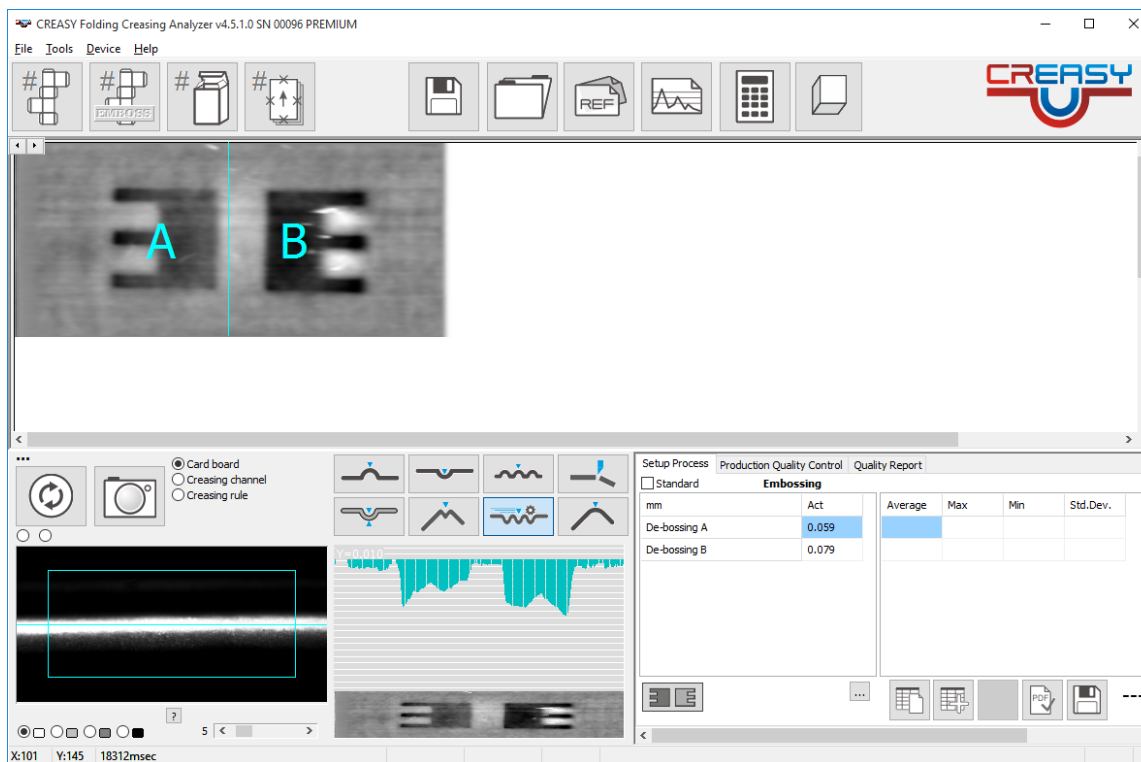 CREASY Folding Creasing Analyzer v4.5.1.0 SN 00096 PREMIUM
File Tools Device Help
# # # #
EMBOSS
REF
CREASY
A B
...
Card board
Creasing channel
Creasing rule
Y=0.010
Setup Process Production Quality Control Quality Report
Standard Embossing
mm Act Average Max Min Std.Dev.
De-bossing A 0.059
De-bossing B 0.079
...
PDF
---
?
5
X:101 Y:145 18312msec